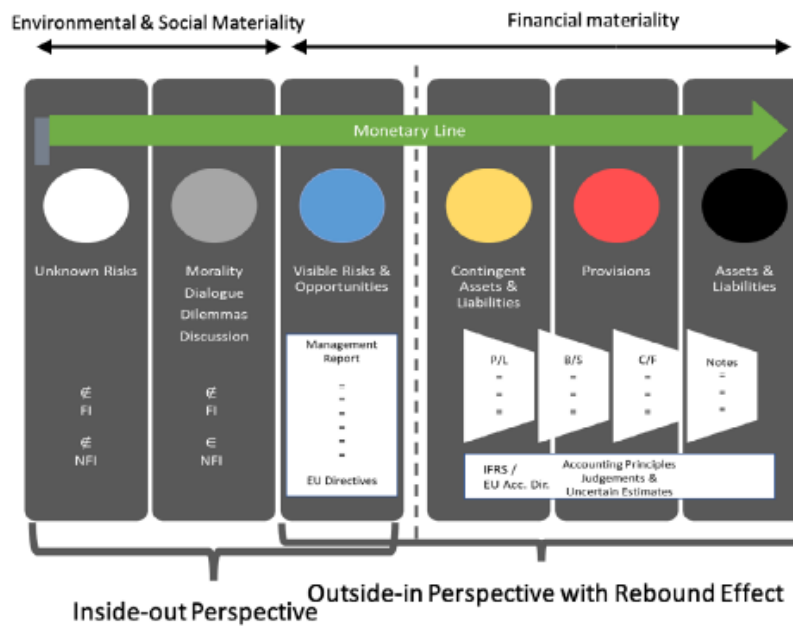 Environmental & Social Materiality
Financial materiality
Monetary Line
Unknown Risks
∉
FI
∉
NFI
Morality
Dialogue
Dilemmas
Discussion
∉
FI
∈
NFI
Visible Risks &
Opportunities
Management
Report
EU Directives
Contingent
Assets &
Liabilities
Provisions
Assets &
Liabilities
P/L
B/S
C/F
Notes
IFRS /
EU Acc. Dir.
Accounting Principles
Judgements &
Uncertain Estimates
Inside-out Perspective
Outside-in Perspective with Rebound Effect